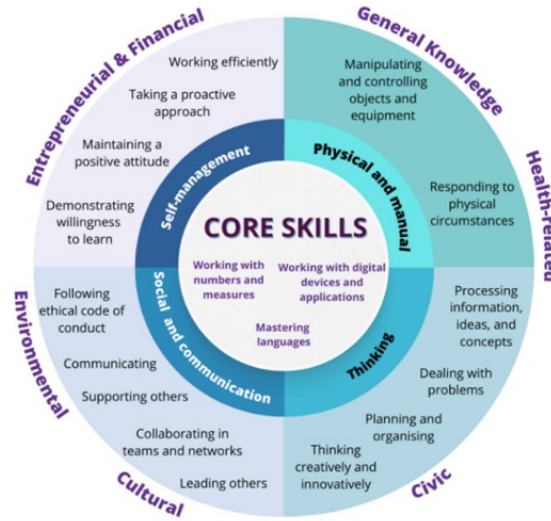 Entrepreneurial & Financial
General Knowledge
Health-related
Civic
Cultural
Environmental
Working efficiently
Taking a proactive
approach
Maintaining a
positive attitude
Demonstrating
willingness
to learn
Self-management
Manipulating
and controlling
objects and
equipment
Responding to
physical
circumstances
Physical and manual
CORE SKILLS
Working with
numbers and
measures
Working with digital
devices and
applications
Mastering
languages
Social and communication
Following
ethical code of
conduct
Communicating
Supporting others
Collaborating in
teams and networks
Leading others
Thinking
Processing
information,
ideas, and
concepts
Dealing with
problems
Planning and
organising
Thinking
creatively and
innovatively